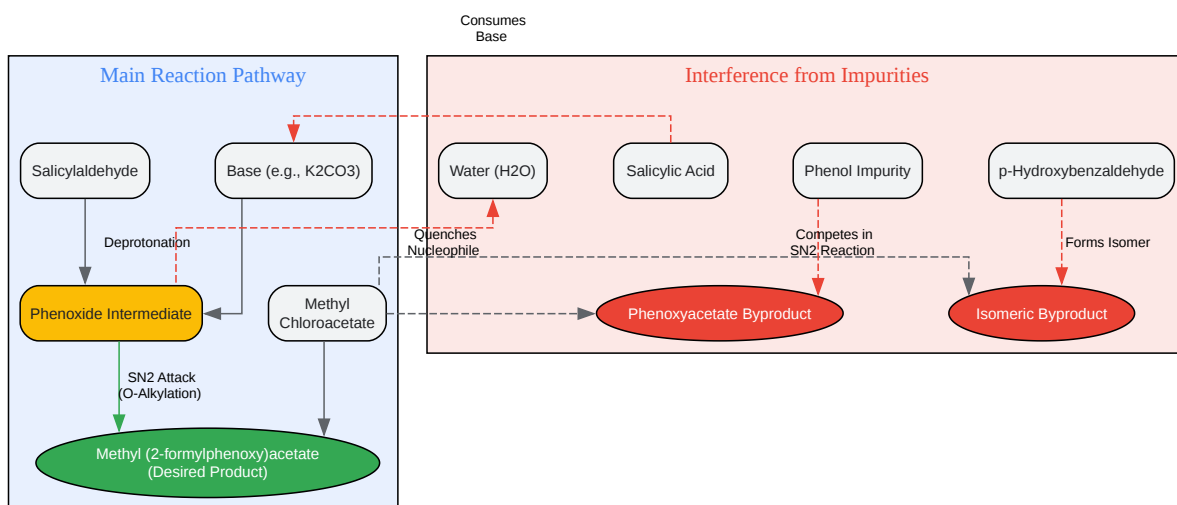 Consumes
Base
Main Reaction Pathway
Interference from Impurities
Salicylaldehyde
Base (e.g., K2CO3)
Water (H2O)
Salicylic Acid
Phenol Impurity
p-Hydroxybenzaldehyde
Deprotonation
Quenches
Nucleophile
Competes in
SN2 Reaction
Forms Isomer
Phenoxide Intermediate
Methyl
Chloroacetate
Phenoxyacetate Byproduct
Isomeric Byproduct
SN2 Attack
(O-Alkylation)
Methyl (2-formylphenoxy)acetate
(Desired Product)